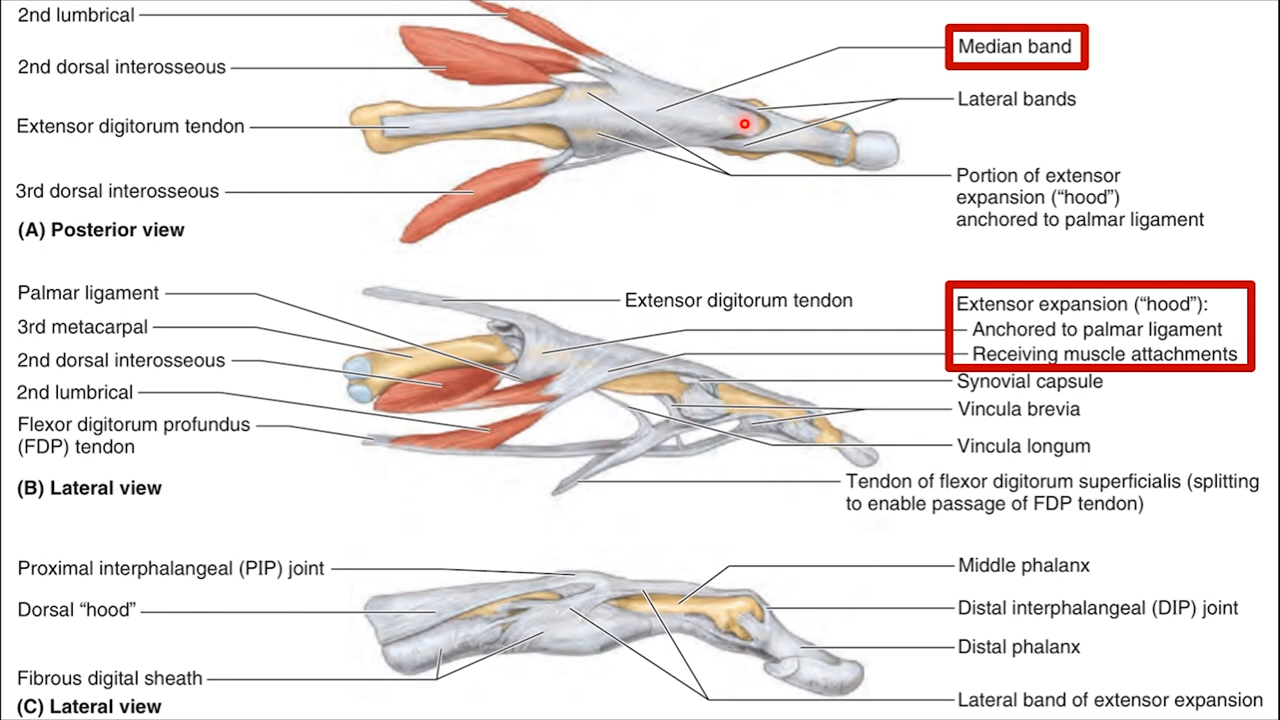 2nd lumbrical
2nd dorsal interosseous
Extensor digitorum tendon
3rd dorsal interosseous
(A) Posterior view
Median band
Lateral bands
Portion of extensor
expansion (“hood”)
anchored to palmar ligament
Palmar ligament
3rd metacarpal
2nd dorsal interosseous
2nd lumbrical
Flexor digitorum profundus
(FDP) tendon
(B) Lateral view
Extensor digitorum tendon
Extensor expansion (“hood”):
Anchored to palmar ligament
Receiving muscle attachments
Synovial capsule
Vincula brevia
Vincula longum
Tendon of flexor digitorum superficialis (splitting
to enable passage of FDP tendon)
Proximal interphalangeal (PIP) joint
Dorsal “hood”
Fibrous digital sheath
(C) Lateral view
Middle phalanx
Distal interphalangeal (DIP) joint
Distal phalanx
Lateral band of extensor expansion